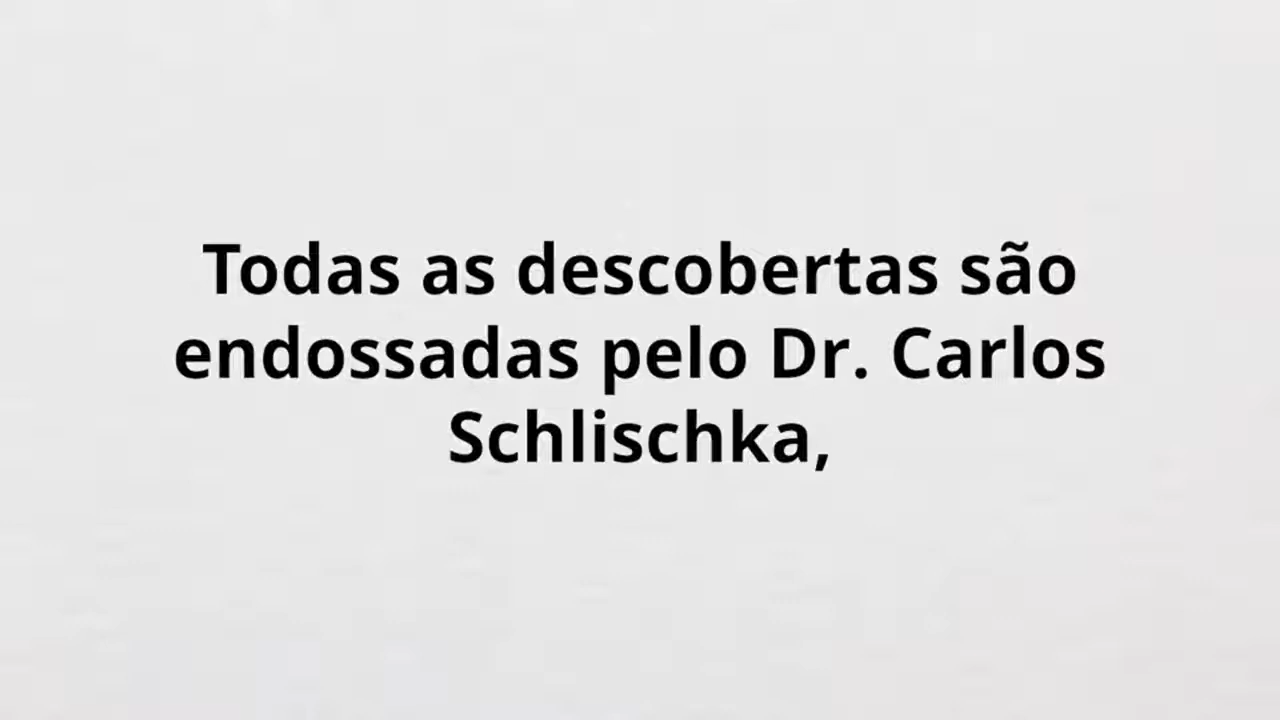 Todas as descobertas são
endossadas pelo Dr. Carlos
Schlischka,